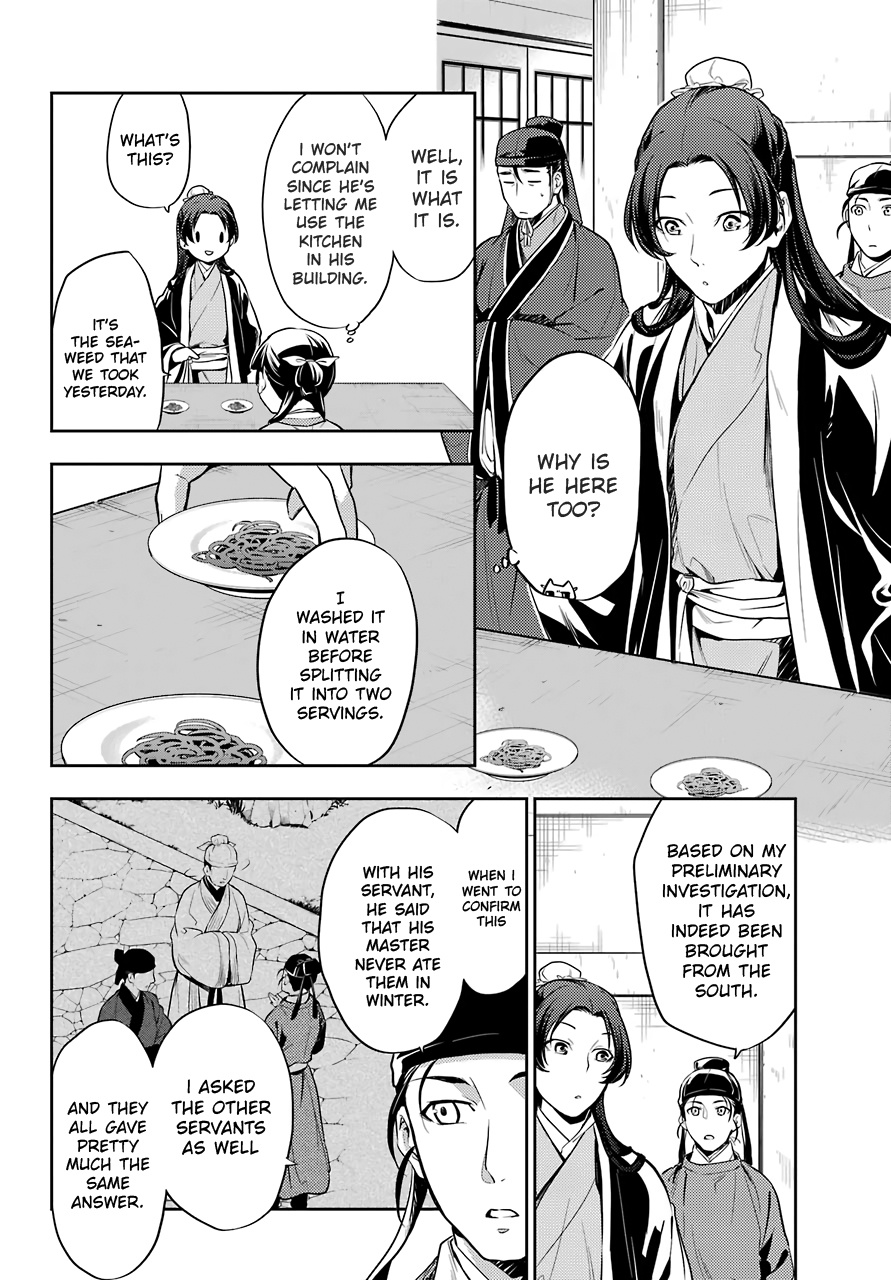 WHY IS
HE HERE
TOO?
WELL,
IT IS
WHAT
IT IS.
I WON'T
COMPLAIN
SINCE HE'S
LETTING ME
USE THE
KITCHEN
IN HIS
BUILDING.
WHAT'S
THIS?
IT'S
THE SEA-
WEED THAT
WE TOOK
YESTERDAY.
I
WASHED IT
IN WATER
BEFORE
SPLITTING
IT INTO TWO
SERVINGS.
BASED ON MY
PRELIMINARY
INVESTIGATION,
IT HAS
INDEED BEEN
BROUGHT
FROM THE
SOUTH.
WHEN I
WENT TO
CONFIRM
THIS
WITH HIS
SERVANT,
HE SAID
THAT HIS
MASTER
NEVER ATE
THEM IN
WINTER.
I ASKED
THE OTHER
SERVANTS
AS WELL
AND THEY
ALL GAVE
PRETTY
MUCH THE
SAME
ANSWER.